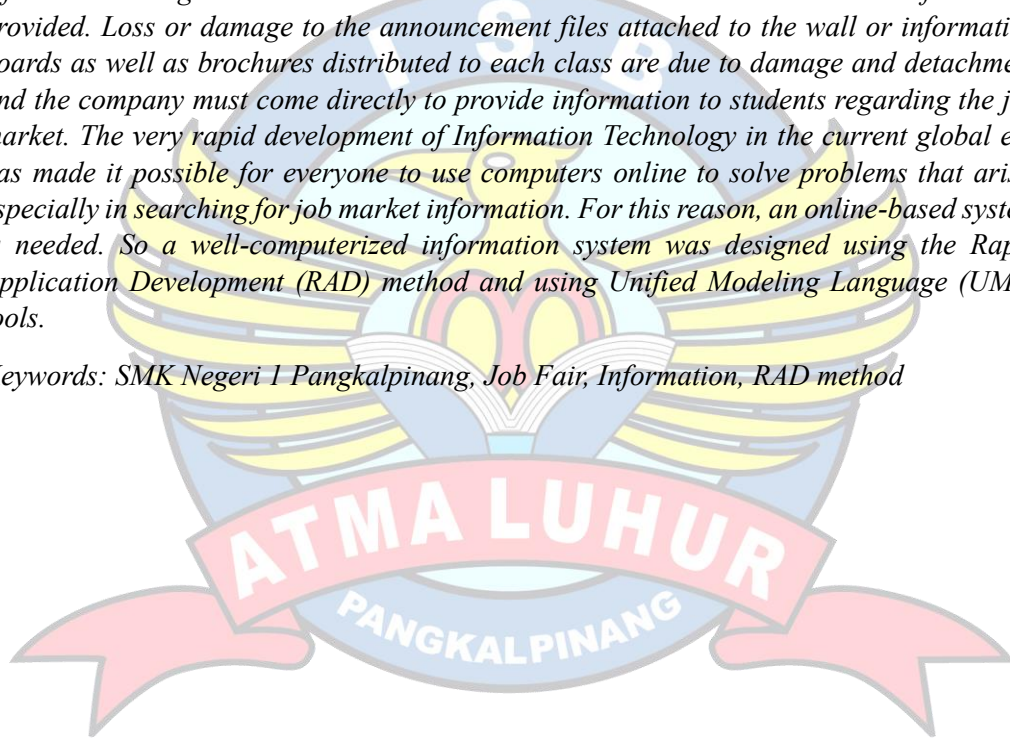 provided. Loss or damage to the announcement files attached to the wall or informati
oards as well as brochures distributed to each class are due to damage and detachme
nd the company must come directly to provide information to students regarding the j
arket. The very rapid development of Information Technology in the current global e
as made it possible for everyone to use computers online to solve problems that aris
specially in searching for job market information. For this reason, an online-based syste
needed. So a well-computerized information system was designed using the Rap
pplication Development (RAD) method and using Unified Modeling Language (UM
ools.
Keywords: SMK Negeri 1 Pangkalpinang, Job Fair, Information, RAD method
I S B
ATMA LUHUR
PANGKALPINANG